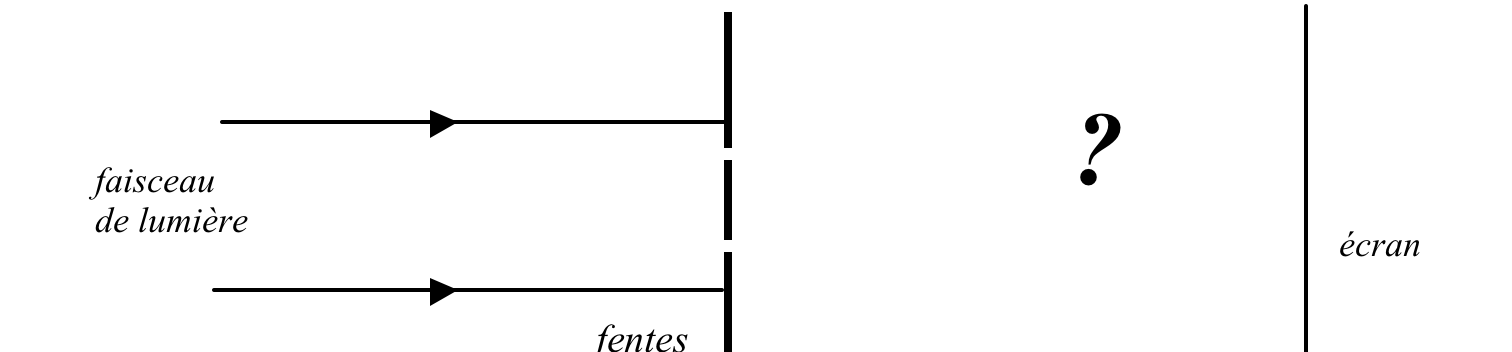 ?
faisceau
de lumière
écran
fentes